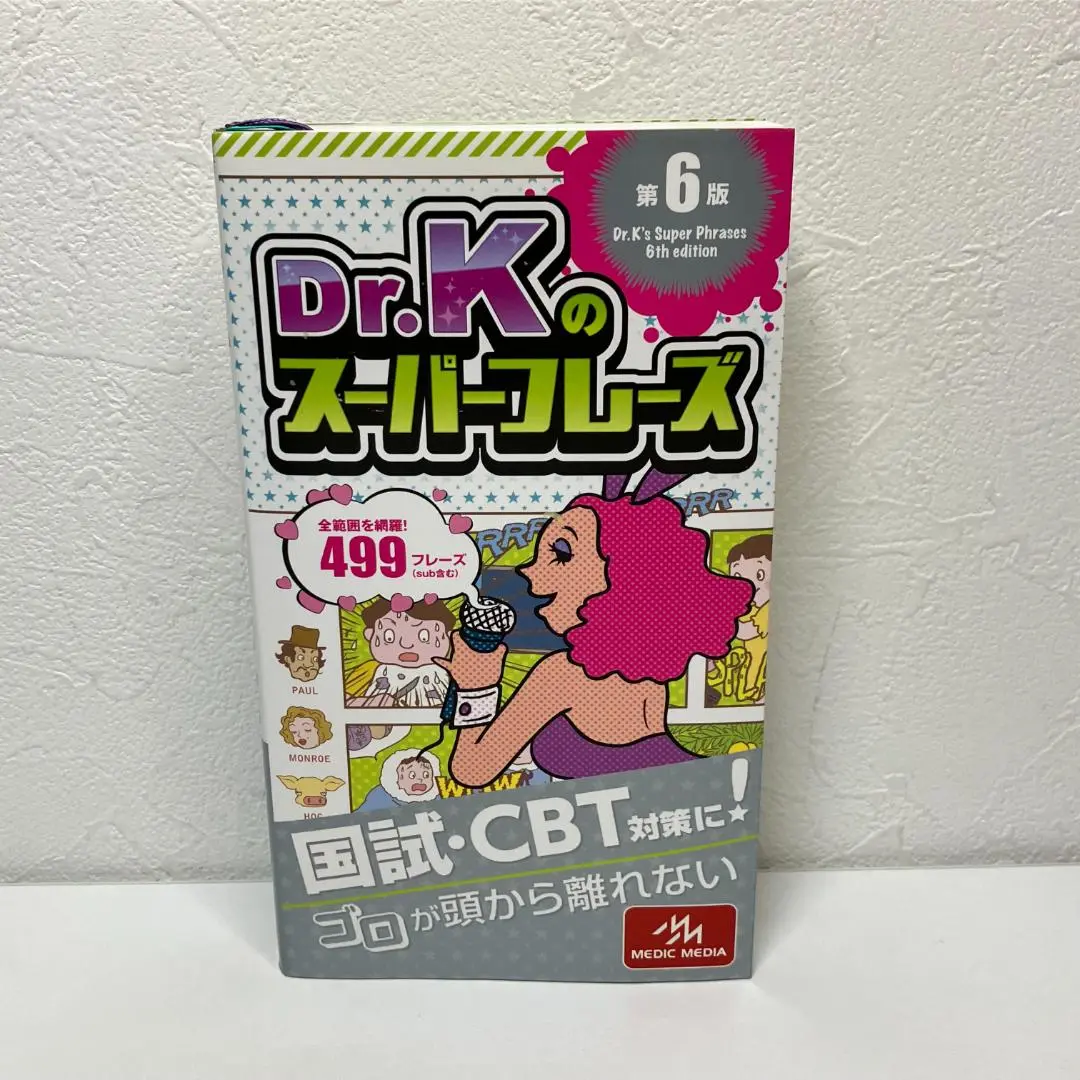 第6版
Dr.K's Super Phrases
6th edition
Dr.Kの
スーパーフレーズ
全範囲を網羅!
499フレーズ
(sub含む)
PAUL
MONROE
HOG
国試・CBT対策に!
ゴロが頭から離れない
MEDIC MEDIA